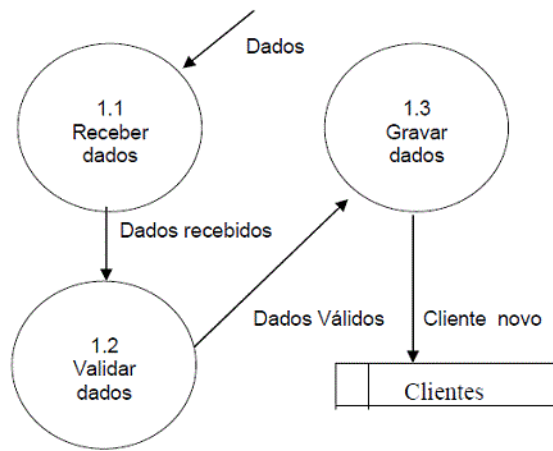 Dados
1.1
Receber
dados
1.3
Gravar
dados
Dados recebidos
Dados Válidos
Cliente novo
1.2
Validar
dados
Clientes